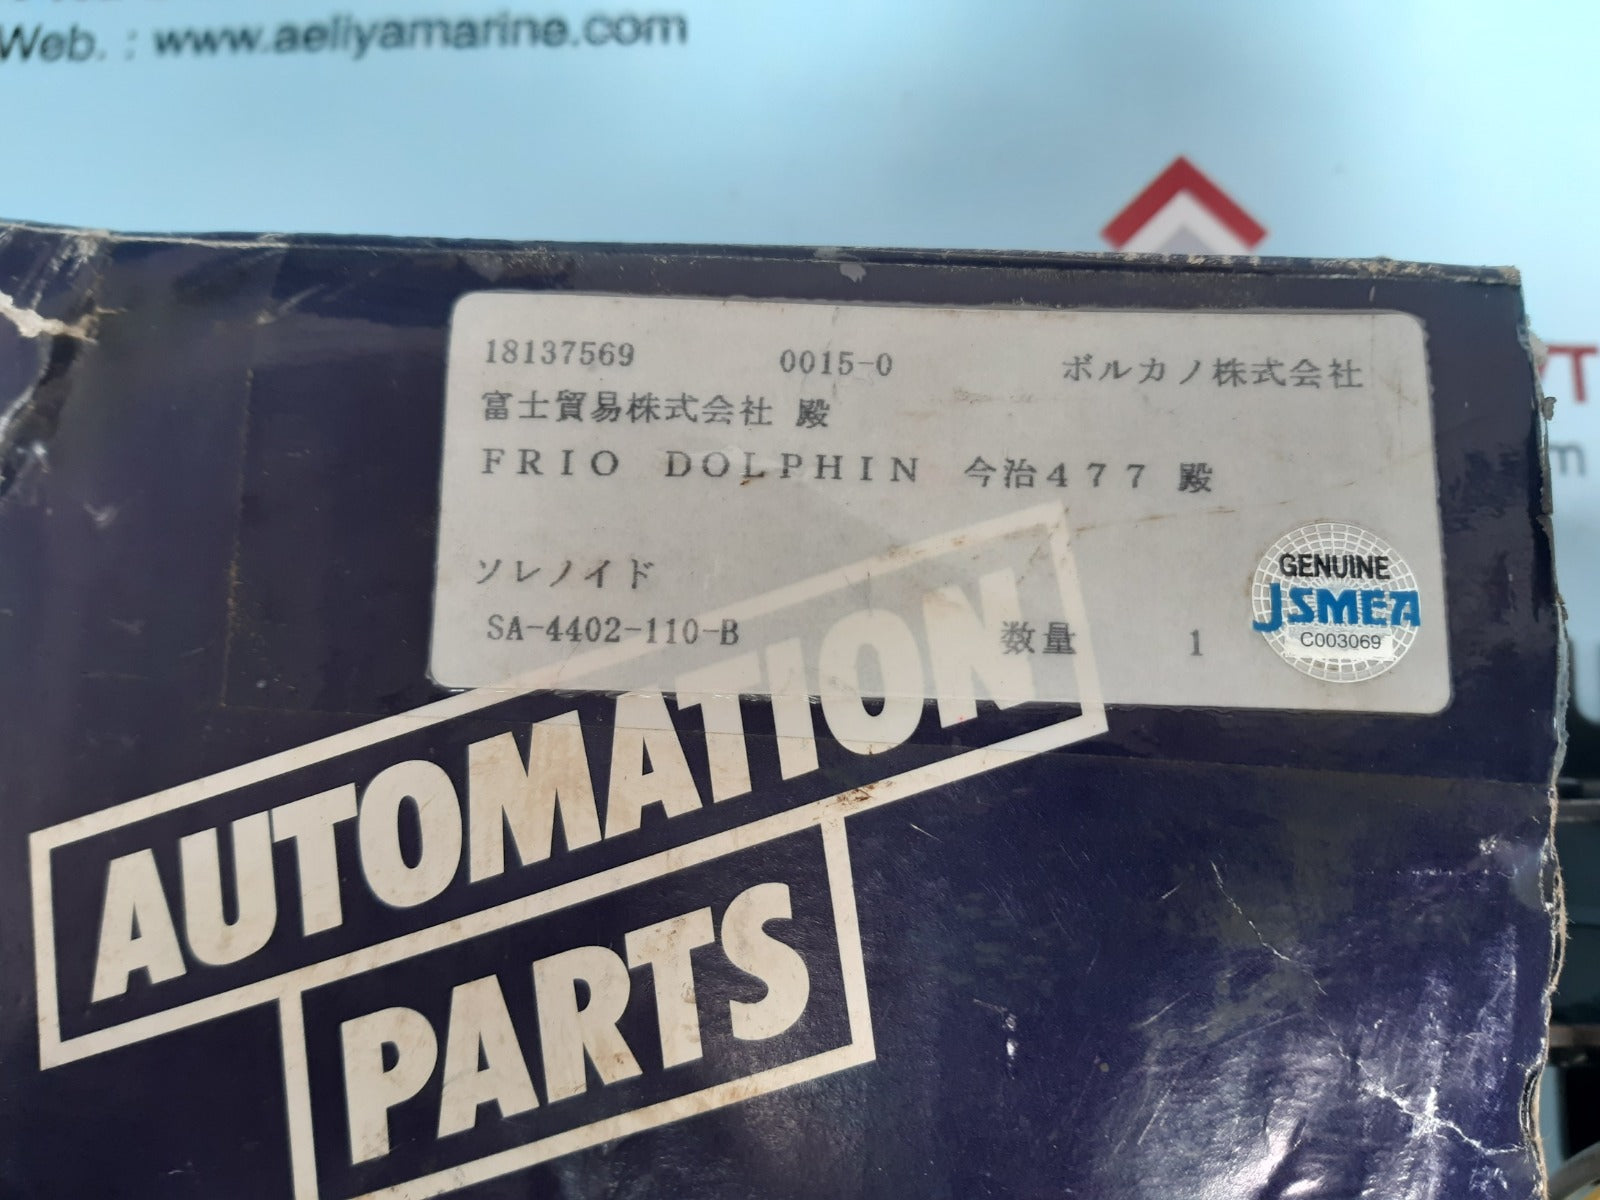 Web. : www.aeliyamarine.com
18137569 0015-0 ボルカノ株式会社
富士貿易株式会社 殿
FRIO DOLPHIN 今治477 殿
ソレノイド
SA-4402-110-B 数量 1
GENUINE
JSMEA
C003069
AUTOMATION
PARTS